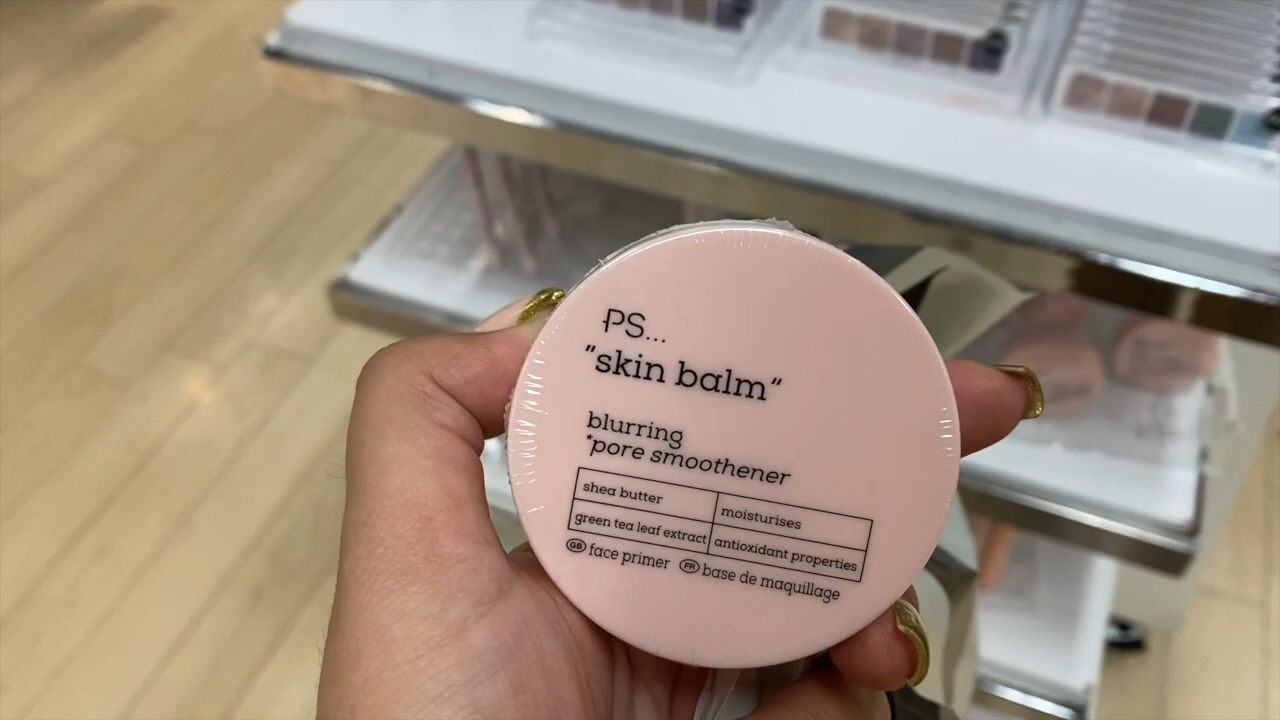 PS...
"skin balm"
blurring
*pore smoothener
shea butter moisturises
green tea leaf extract antioxidant properties
GB face primer FR base de maquillage